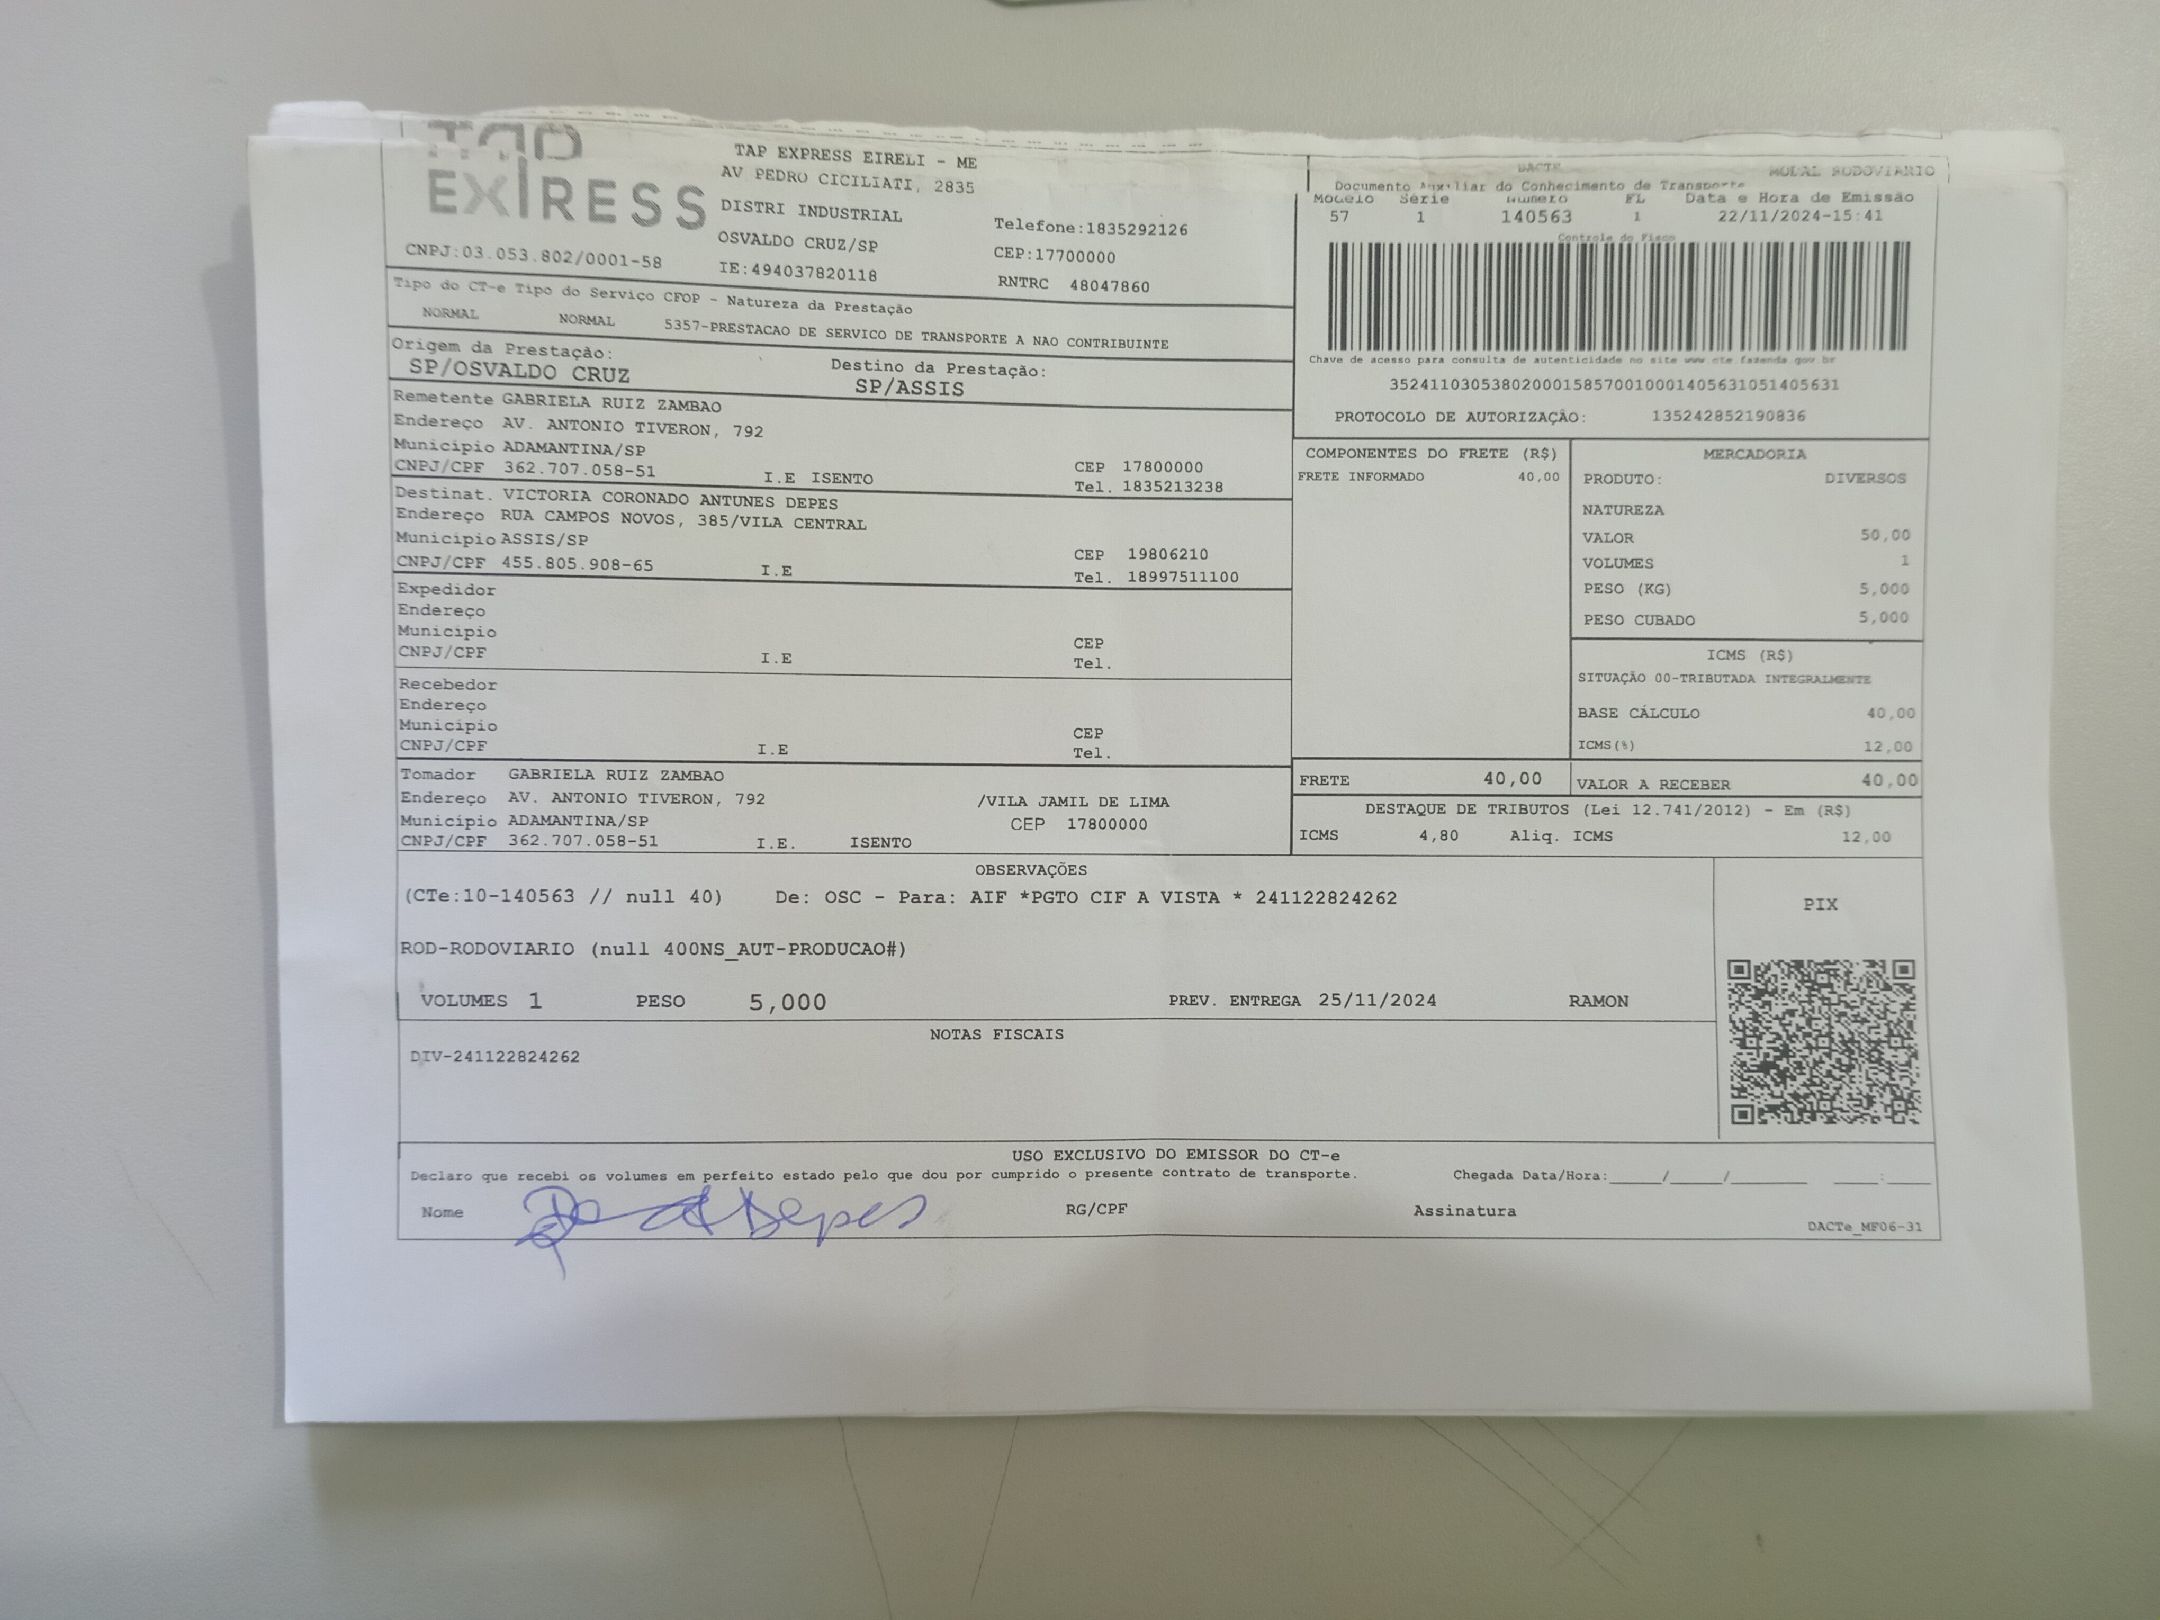 TAP
EXPRESS
TAP EXPRESS EIRELI - ME
AV PEDRO CICILIATI, 2835
DISTRI INDUSTRIAL
OSVALDO CRUZ/SP
Telefone:1835292126
CEP:17700000
CNPJ:03.053.802/0001-58
IE:494037820118
RNTRC 48047860
DACTE
MODAL RODOVIARIO
Documento Auxiliar do Conhecimento de Transporte
Modelo Série Número FL Data e Hora de Emissão
57 1 140563 1 22/11/2024-15:41
Controle do Fisco
Chave de acesso para consulta de autenticidade no site www cte fazenda gov br
35241103053802000158570010001405631051405631
PROTOCOLO DE AUTORIZAÇÃO: 135242852190836
Tipo do CT-e Tipo do Serviço CFOP - Natureza da Prestação
NORMAL NORMAL 5357-PRESTACAO DE SERVICO DE TRANSPORTE A NAO CONTRIBUINTE
Origem da Prestação: Destino da Prestação:
SP/OSVALDO CRUZ SP/ASSIS
Remetente GABRIELA RUIZ ZAMBAO
Endereço AV. ANTONIO TIVERON, 792
Município ADAMANTINA/SP CEP 17800000
CNPJ/CPF 362.707.058-51 I.E ISENTO Tel. 1835213238
Destinat. VICTORIA CORONADO ANTUNES DEPES
Endereço RUA CAMPOS NOVOS, 385/VILA CENTRAL
Município ASSIS/SP CEP 19806210
CNPJ/CPF 455.805.908-65 I.E Tel. 18997511100
Expedidor
Endereço
Município CEP
CNPJ/CPF I.E Tel.
Recebedor
Endereço
Município CEP
CNPJ/CPF I.E Tel.
Tomador GABRIELA RUIZ ZAMBAO
Endereço AV. ANTONIO TIVERON, 792 /VILA JAMIL DE LIMA
Município ADAMANTINA/SP CEP 17800000
CNPJ/CPF 362.707.058-51 I.E. ISENTO
COMPONENTES DO FRETE (R$)
FRETE INFORMADO 40,00
MERCADORIA
PRODUTO: DIVERSOS
NATUREZA
VALOR 50,00
VOLUMES 1
PESO (KG) 5,000
PESO CUBADO 5,000
ICMS (R$)
SITUAÇÃO 00-TRIBUTADA INTEGRALMENTE
BASE CÁLCULO 40,00
ICMS(%) 12,00
FRETE 40,00 VALOR A RECEBER 40,00
DESTAQUE DE TRIBUTOS (Lei 12.741/2012) - Em (R$)
ICMS 4,80 Aliq. ICMS 12,00
OBSERVAÇÕES
(CTe:10-140563 // null 40) De: OSC - Para: AIF *PGTO CIF A VISTA * 241122824262
PIX
ROD-RODOVIARIO (null 400NS_AUT-PRODUCAO#)
VOLUMES 1 PESO 5,000 PREV. ENTREGA 25/11/2024 RAMON
NOTAS FISCAIS
DIV-241122824262
USO EXCLUSIVO DO EMISSOR DO CT-e
Declaro que recebi os volumes em perfeito estado pelo que dou por cumprido o presente contrato de transporte. Chegada Data/Hora:____/____/______ ____:____
Nome Depes RG/CPF Assinatura
DACTe_MF06-31